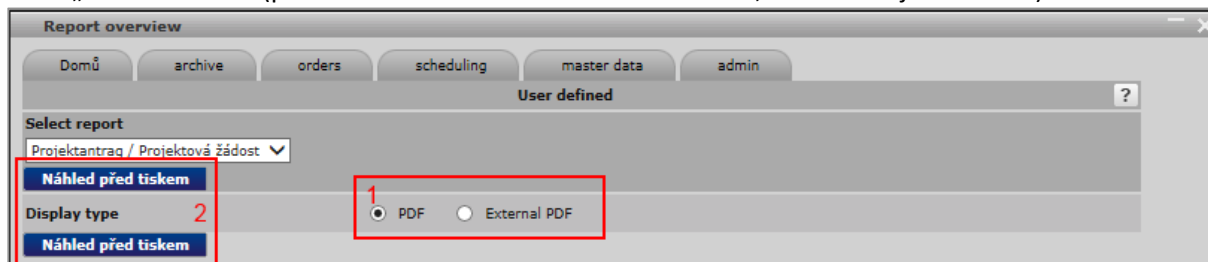 Report overview
Domů archive orders scheduling master data admin
User defined ?
Select report
Projektantrag / Projektová žádost
Náhled před tiskem
1
Display type 2 PDF External PDF
Náhled před tiskem